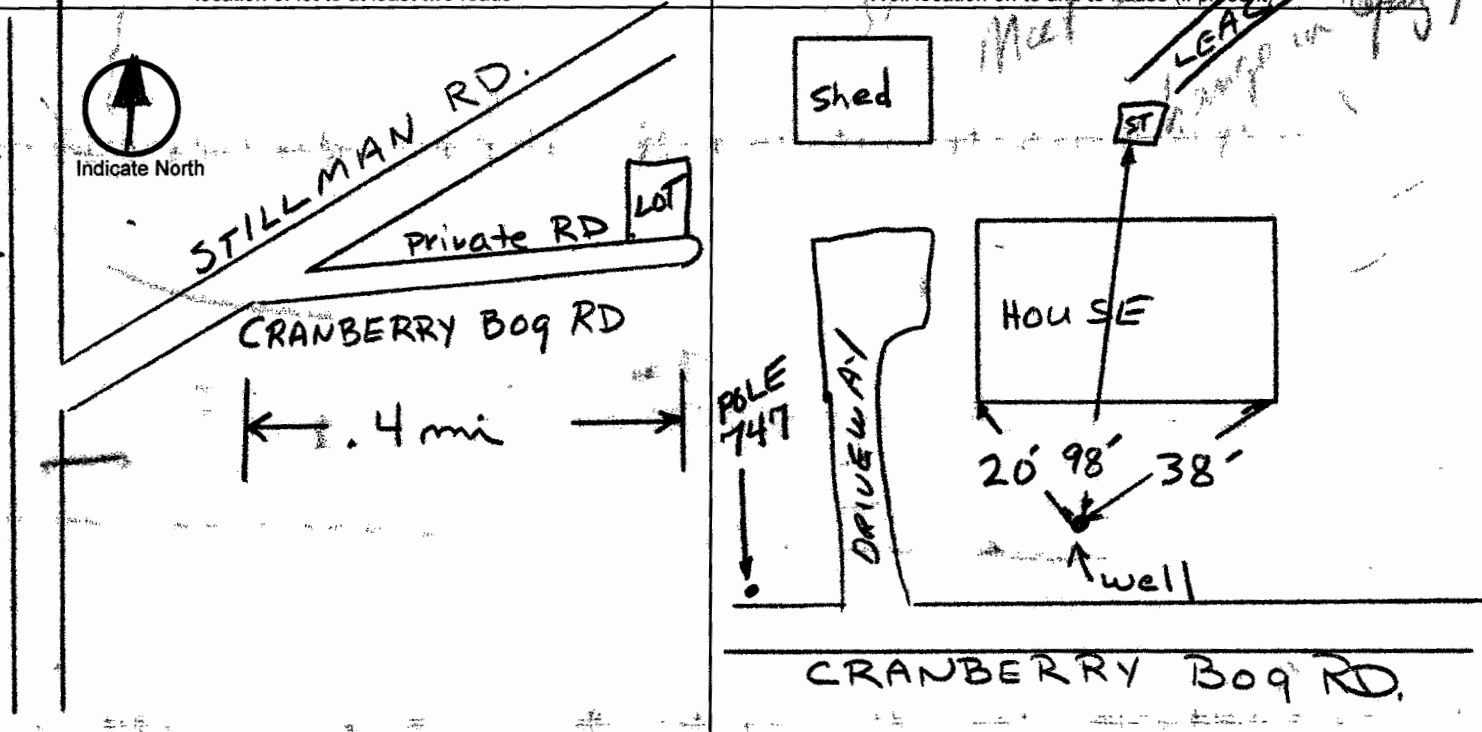 Indicate North
STILLMAN RD.
LOT
Private RD
CRANBERRY Bog RD
.4 mi
Shed
ST
HOUSE
DRIVEWAY
POLE
747
20' 98' 38'
well
CRANBERRY Bog RD.